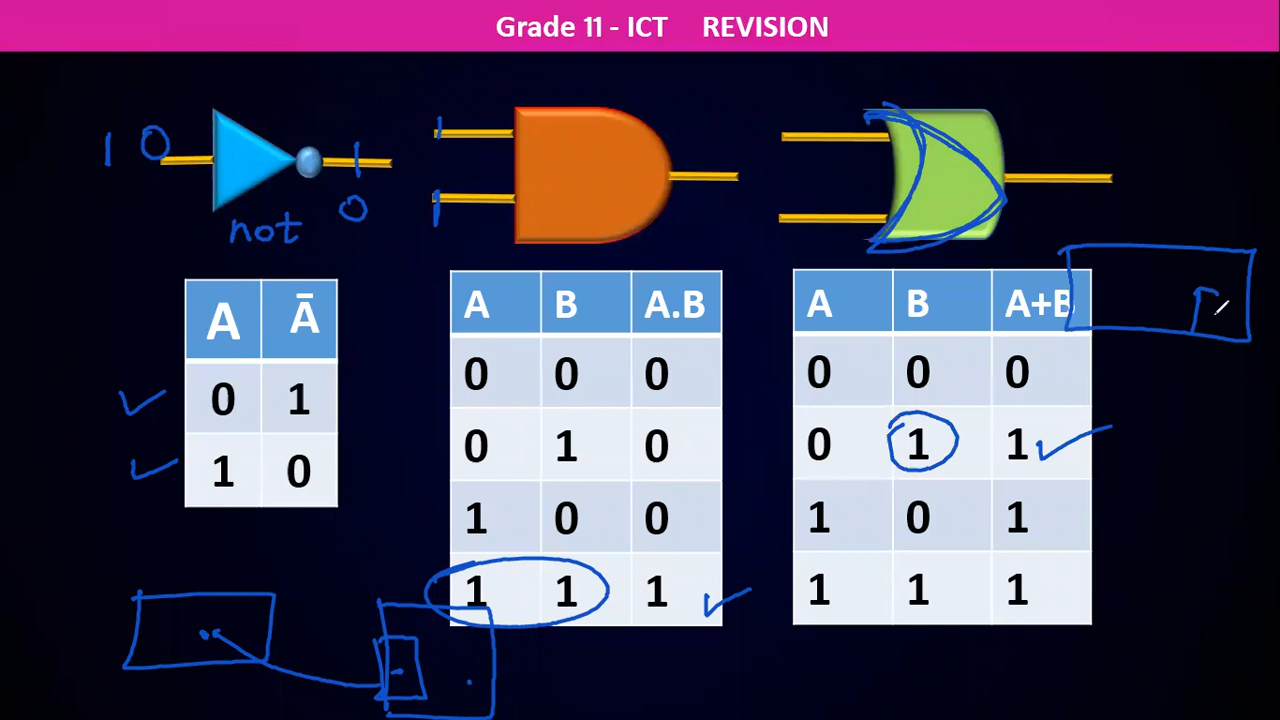 Grade 11 - ICT REVISION
1 0 1
not 0
1
1
A Ā
0 1
1 0
A B A.B
0 0 0
0 1 0
1 0 0
1 1 1
A B A+B
0 0 0
0 1 1
1 0 1
1 1 1